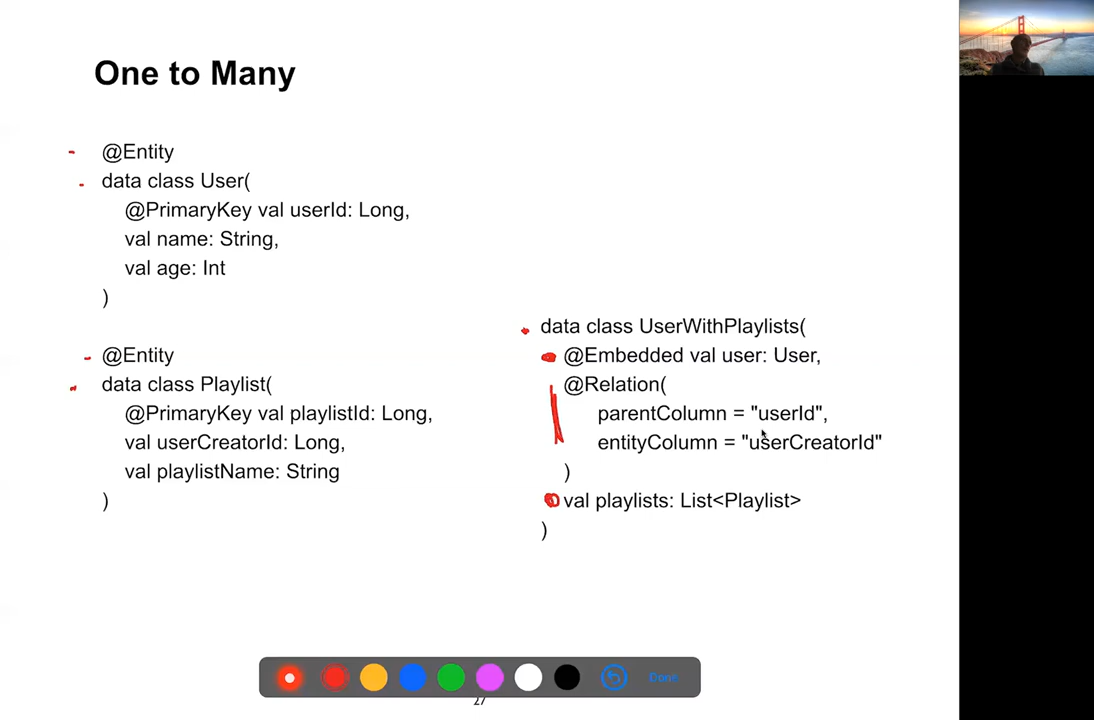 One to Many
@Entity
data class User(
@PrimaryKey val userId: Long,
val name: String,
val age: Int
)
@Entity
data class Playlist(
@PrimaryKey val playlistId: Long,
val userCreatorId: Long,
val playlistName: String
)
data class UserWithPlaylists(
@Embedded val user: User,
@Relation(
parentColumn = "userId",
entityColumn = "userCreatorId"
)
val playlists: List<Playlist>
)
Done
27